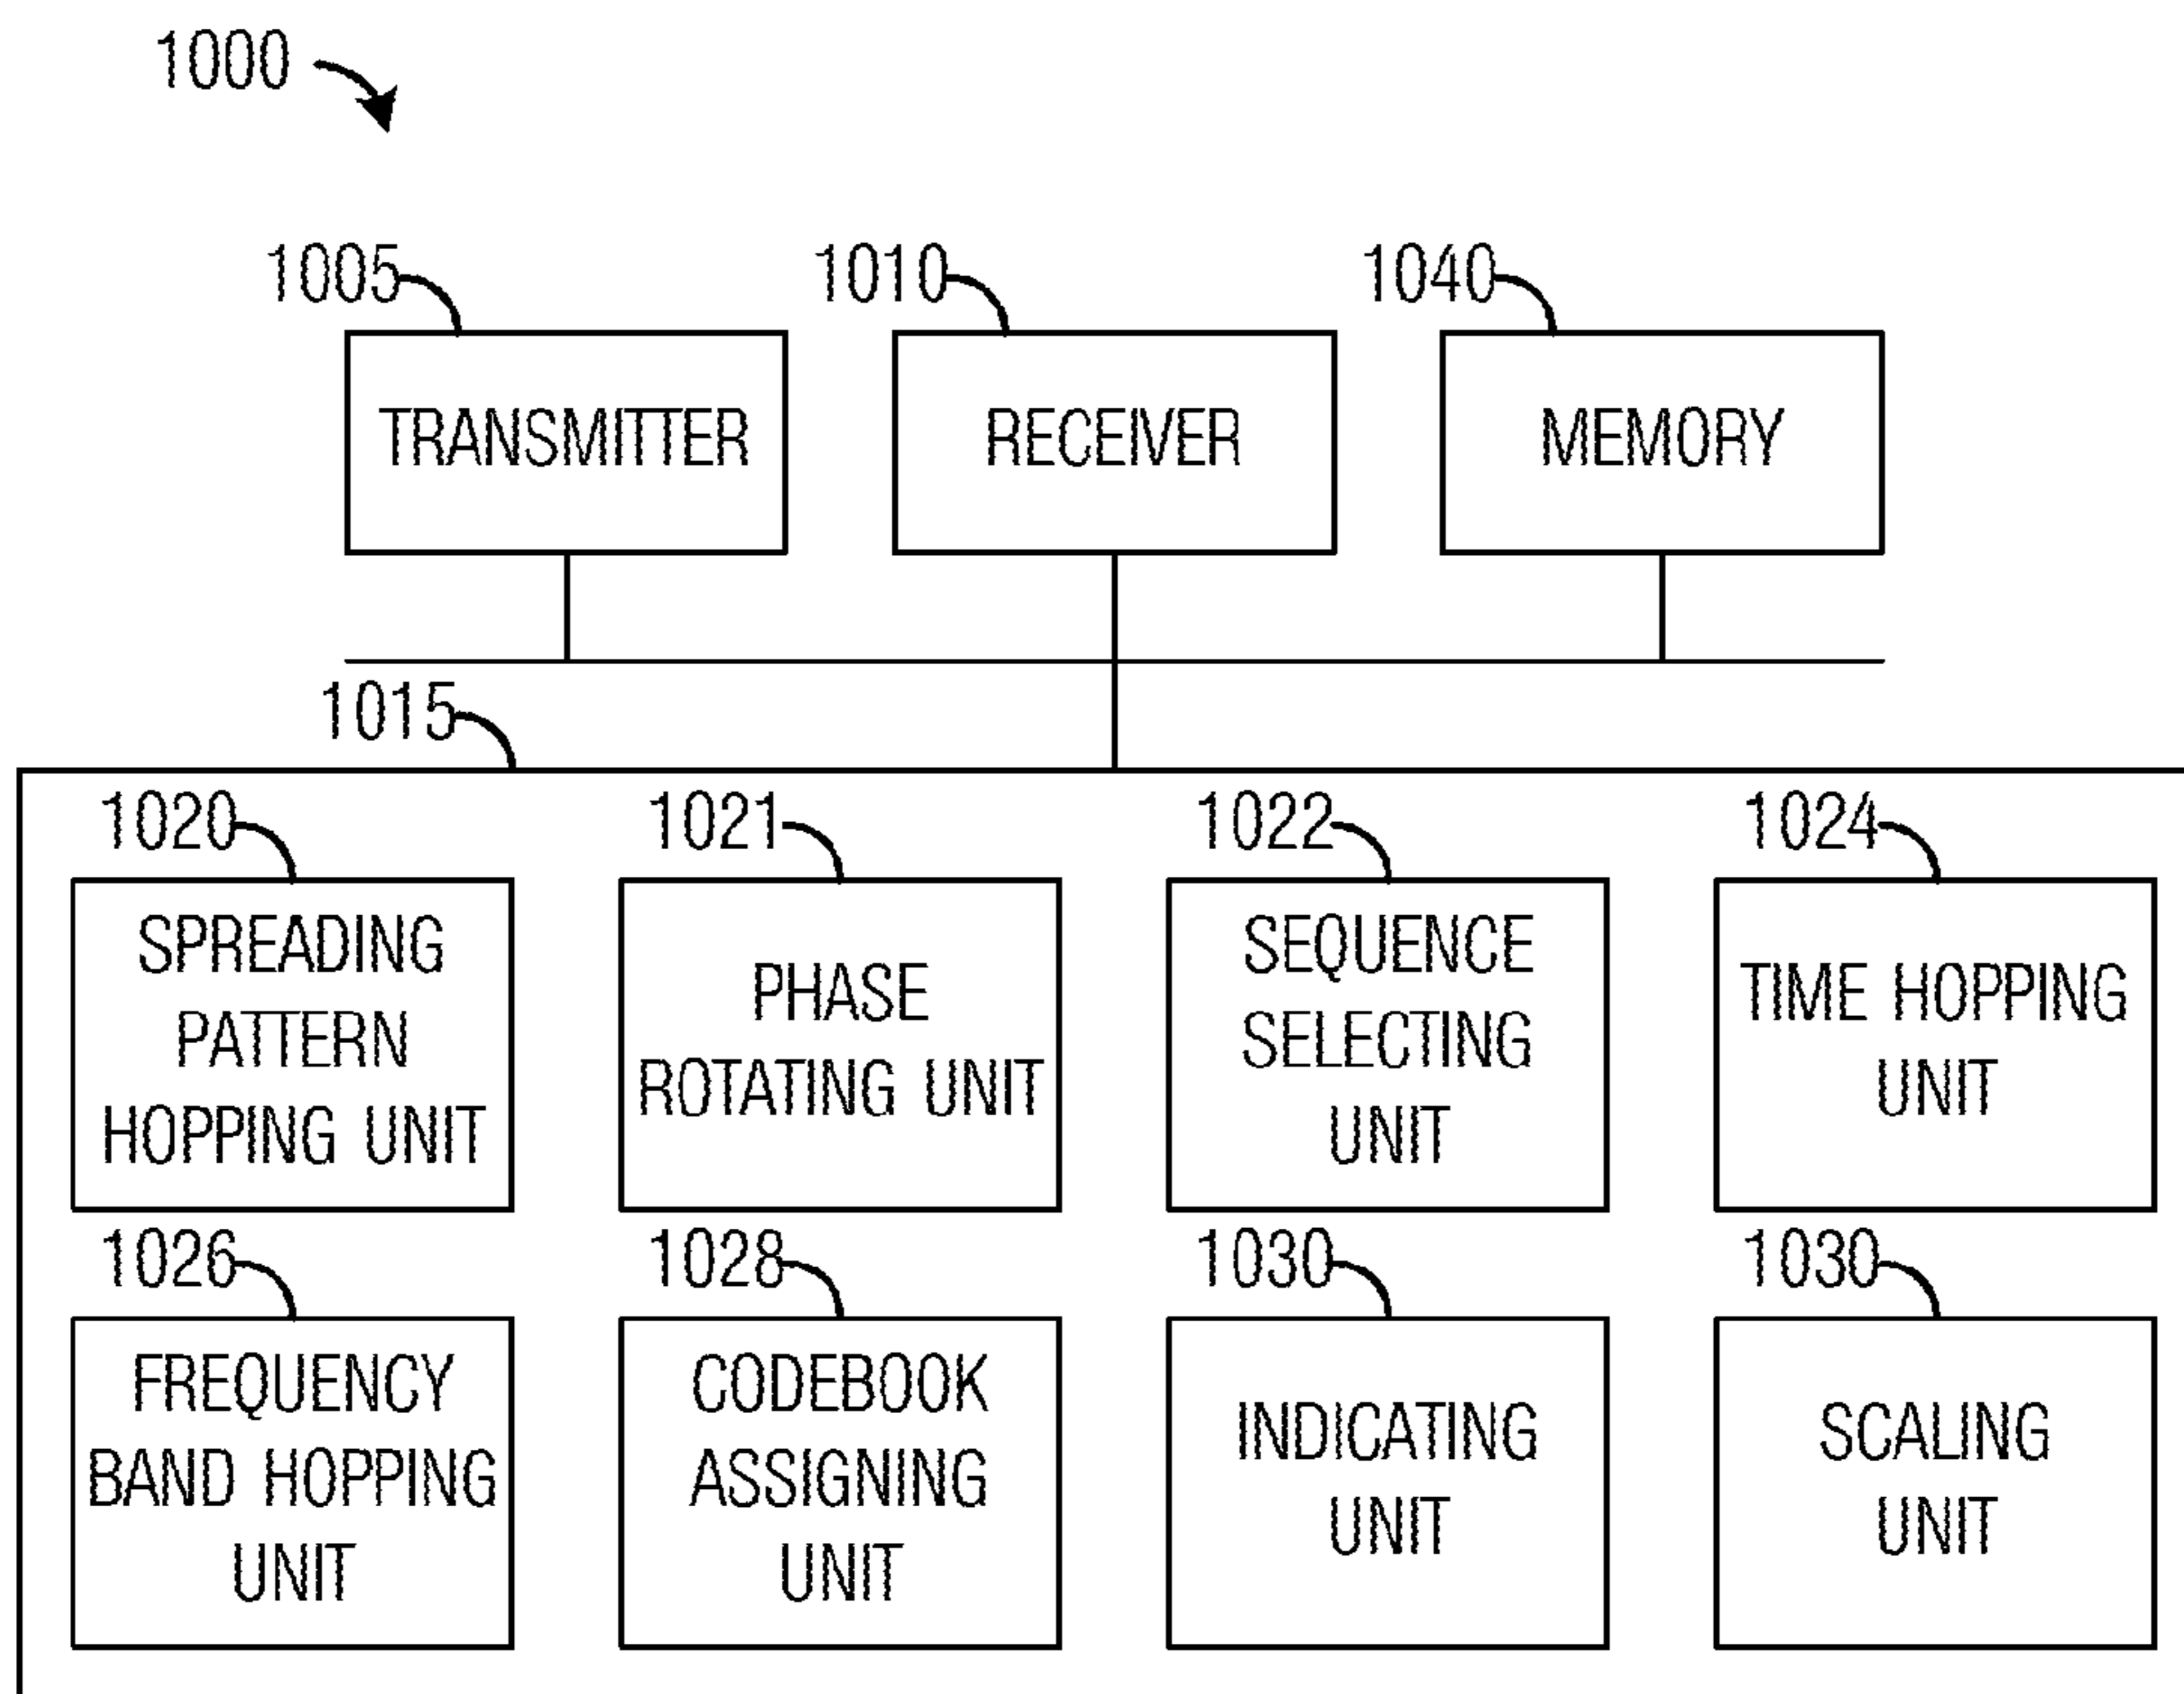 1000
1005
1010
1040
TRANSMITTER
RECEIVER
MEMORY
1015
1020
1021
1022
1024
SPREADING
PATTERN
HOPPING UNIT
PHASE
ROTATING UNIT
SEQUENCE
SELECTING
UNIT
TIME HOPPING
UNIT
1026
1028
1030
1030
FREQUENCY
BAND HOPPING
UNIT
CODEBOOK
ASSIGNING
UNIT
INDICATING
UNIT
SCALING
UNIT